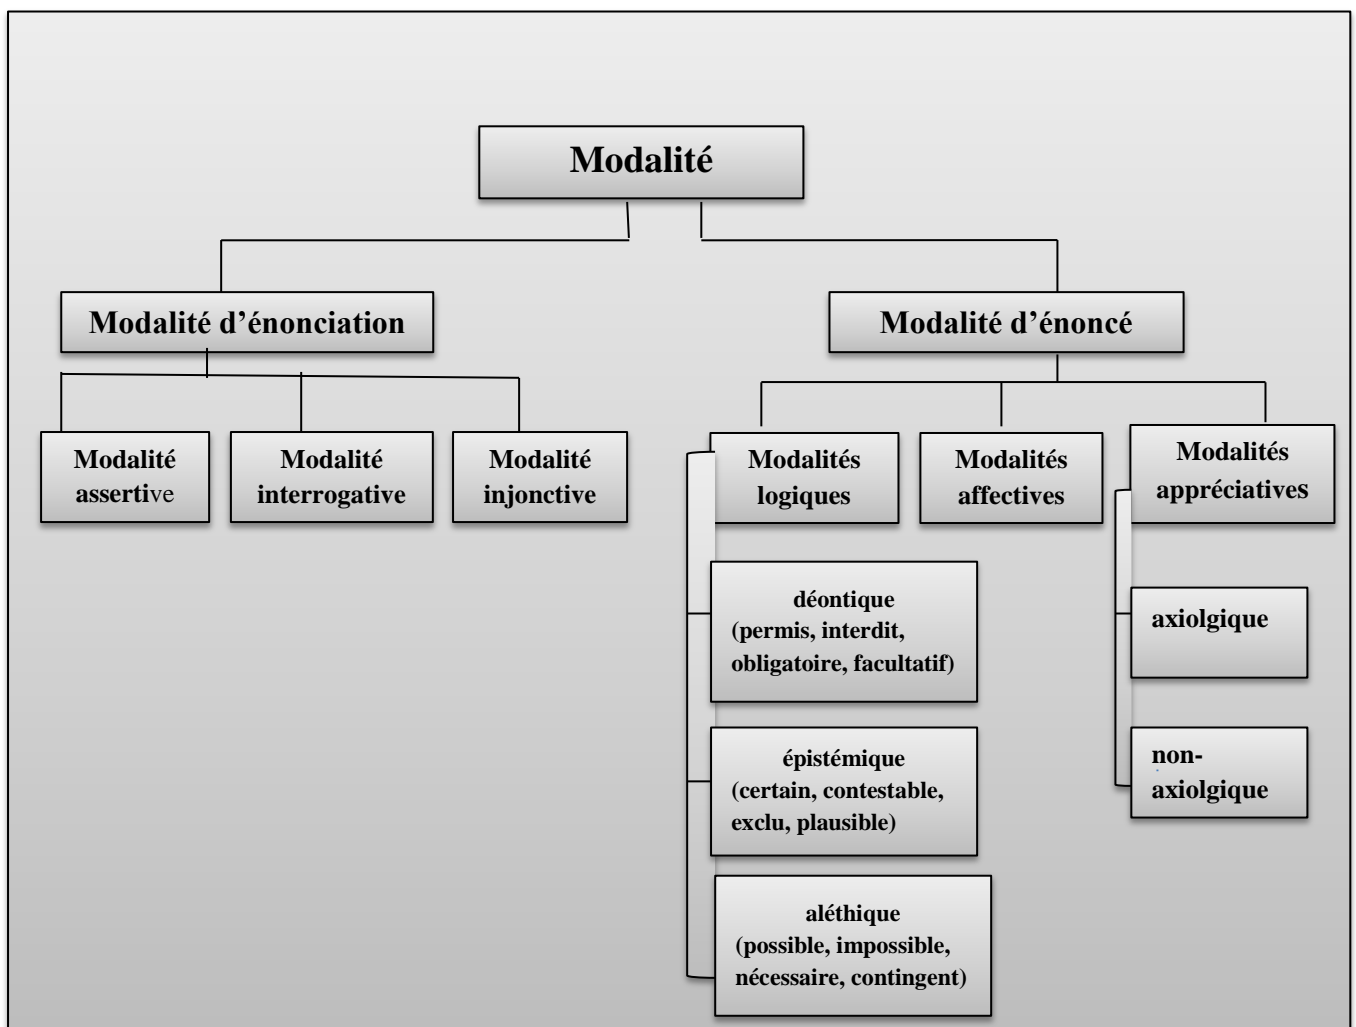 Modalité
Modalité d’énonciation
Modalité d’énoncé
Modalité
assertive
Modalité
interrogative
Modalité
injonctive
Modalités
logiques
Modalités
affectives
Modalités
appréciatives
déontique
(permis, interdit,
obligatoire, facultatif)
épistémique
(certain, contestable,
exclu, plausible)
aléthique
(possible, impossible,
nécessaire, contingent)
axiolgique
non-
axiolgique